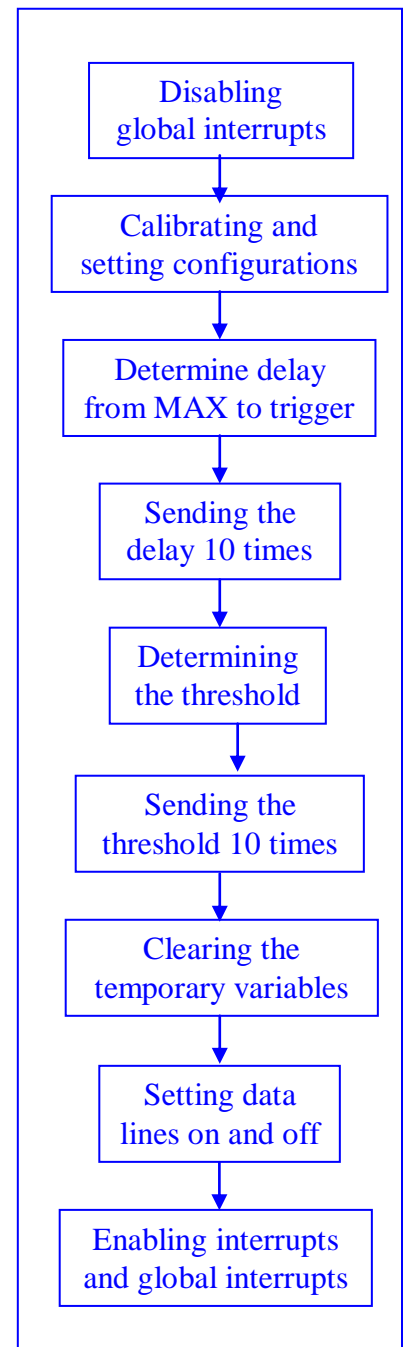 Disabling
global interrupts
Calibrating and
setting configurations
Determine delay
from MAX to trigger
Sending the
delay 10 times
Determining
the threshold
Sending the
threshold 10 times
Clearing the
temporary variables
Setting data
lines on and off
Enabling interrupts
and global interrupts